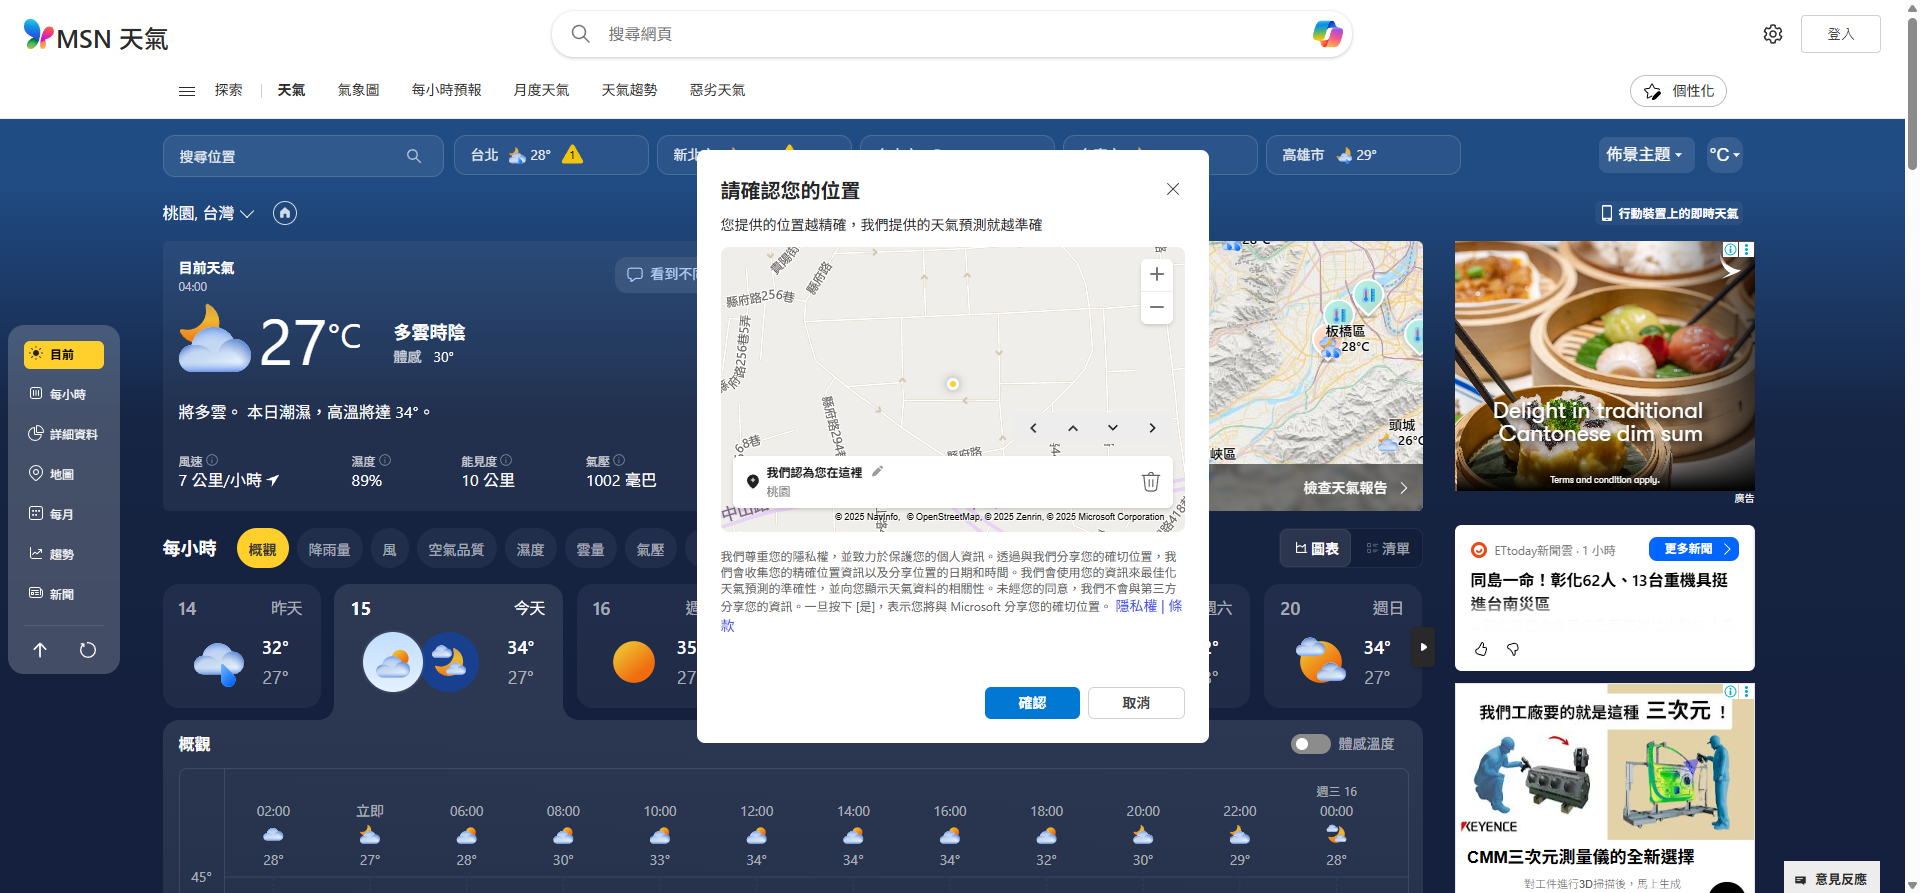 MSN 天氣
搜尋網頁
登入
探索
天氣
氣象圖
每小時預報
月度天氣
天氣趨勢
惡劣天氣
個性化
搜尋位置
台北 28° 1
新北
高雄市 29°
佈景主題
°C
桃園, 台灣
行動裝置上的即時天氣
目前天氣
04:00
看到不同
27°C
多雲時陰
體感 30°
將多雲。 本日潮濕，高溫將達 34°。
風速
7 公里/小時
濕度
89%
能見度
10 公里
氣壓
1002 毫巴
目前
每小時
詳細資料
地圖
每月
趨勢
新聞
請確認您的位置
您提供的位置越精確，我們提供的天氣預測就越準確
貴陽街
縣府路
縣府路256巷
縣府路256巷5弄
縣府路294巷
縣府路
中山路
418巷
我們認為您在這裡
桃園
© 2025 NavInfo, © OpenStreetMap, © 2025 Zenrin, © 2025 Microsoft Corporation
我們尊重您的隱私權，並致力於保護您的個人資訊。透過與我們分享您的確切位置，我
們會收集您的精確位置資訊以及分享位置的日期和時間。我們會使用您的資訊來最佳化
天氣預測的準確性，並向您顯示天氣資料的相關性。未經您的同意，我們不會與第三方
分享您的資訊。一旦按下 [是]，表示您將與 Microsoft 分享您的確切位置。 隱私權 | 條
款
確認
取消
板橋區
28°C
頭城
26°C
峽區
檢查天氣報告
Delight in traditional
Cantonese dim sum
Terms and condition apply.
廣告
每小時
概觀
降雨量
風
空氣品質
濕度
雲量
氣壓
圖表
清單
14 昨天
32°
27°
15 今天
34°
27°
16 週
35
27
週六
2°
20 週日
34°
27°
ETtoday新聞雲 · 1 小時
更多新聞
同島一命！彰化62人、13台重機具挺
進台南災區
概觀
體感溫度
週三 16
02:00
立即
06:00
08:00
10:00
12:00
14:00
16:00
18:00
20:00
22:00
00:00
28°
27°
28°
30°
33°
34°
34°
34°
32°
30°
29°
28°
45°
我們工廠要的就是這種 三次元！
KEYENCE
CMM三次元測量儀的全新選擇
對工件進行3D掃描後，馬上生成
意見反應